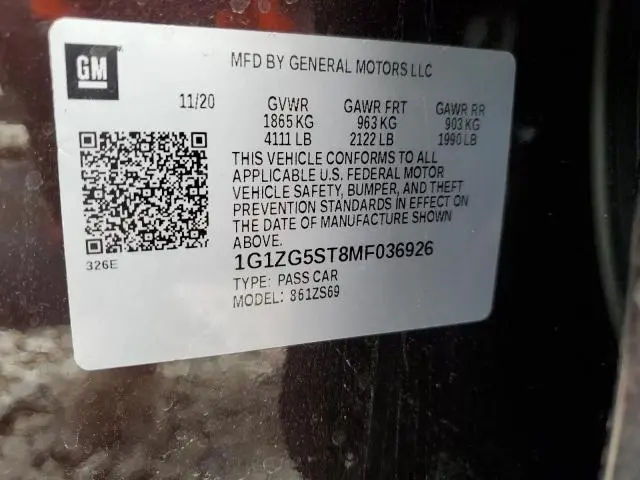 GM
MFD BY GENERAL MOTORS LLC
11/20 GVWR GAWR FRT GAWR RR
1865 KG 963 KG 903 KG
4111 LB 2122 LB 1990 LB
THIS VEHICLE CONFORMS TO ALL
APPLICABLE U.S. FEDERAL MOTOR
VEHICLE SAFETY, BUMPER, AND THEFT
PREVENTION STANDARDS IN EFFECT ON
THE DATE OF MANUFACTURE SHOWN
ABOVE.
326E
1G1ZG5ST8MF036926
TYPE: PASS CAR
MODEL: 361ZS69